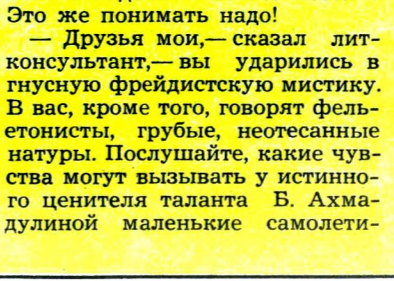 Это же понимать надо!
— Друзья мои,— сказал лит-
консультант,— вы ударились в
гнусную фрейдистскую мистику.
В вас, кроме того, говорят фель-
етонисты, грубые, неотесанные
натуры. Послушайте, какие чув-
ства могут вызывать у истинно-
го ценителя таланта Б. Ахма-
дулиной маленькие самолети-